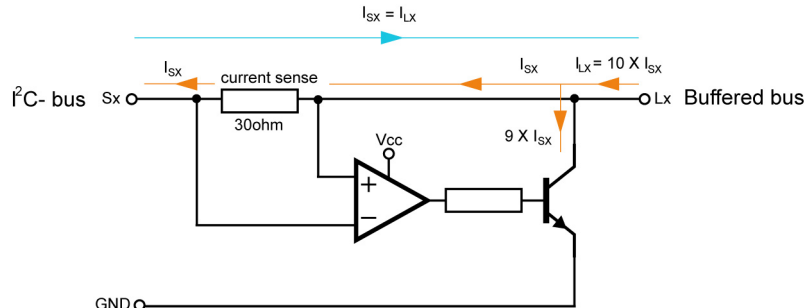 I_SX = I_LX
I_SX
current sense
I_SX
I_LX = 10 X I_SX
I²C- bus
Sx
Lx
Buffered bus
30ohm
9 X I_SX
Vcc
+
−
GND